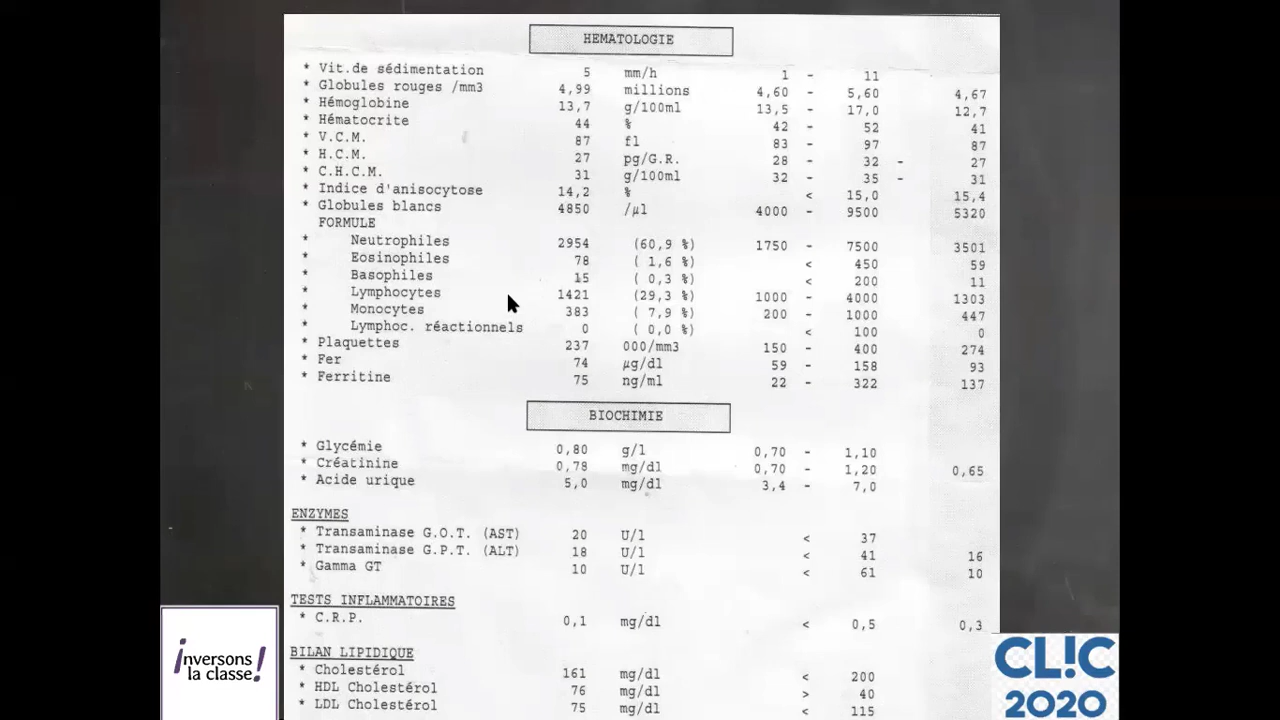 HEMATOLOGIE
* Vit.de sédimentation 5 mm/h 1 - 11
* Globules rouges /mm3 4,99 millions 4,60 - 5,60 4,67
* Hémoglobine 13,7 g/100ml 13,5 - 17,0 12,7
* Hématocrite 44 % 42 - 52 41
* V.C.M. 87 fl 83 - 97 87
* H.C.M. 27 pg/G.R. 28 - 32 - 27
* C.H.C.M. 31 g/100ml 32 - 35 - 31
* Indice d'anisocytose 14,2 % < 15,0 15,4
* Globules blancs 4850 /µl 4000 - 9500 5320
FORMULE
* Neutrophiles 2954 (60,9 %) 1750 - 7500 3501
* Eosinophiles 78 ( 1,6 %) < 450 59
* Basophiles 15 ( 0,3 %) < 200 11
* Lymphocytes 1421 (29,3 %) 1000 - 4000 1303
* Monocytes 383 ( 7,9 %) 200 - 1000 447
* Lymphoc. réactionnels 0 ( 0,0 %) < 100 0
* Plaquettes 237 000/mm3 150 - 400 274
* Fer 74 µg/dl 59 - 158 93
* Ferritine 75 ng/ml 22 - 322 137
BIOCHIMIE
* Glycémie 0,80 g/l 0,70 - 1,10
* Créatinine 0,78 mg/dl 0,70 - 1,20 0,65
* Acide urique 5,0 mg/dl 3,4 - 7,0
ENZYMES
* Transaminase G.O.T. (AST) 20 U/l < 37
* Transaminase G.P.T. (ALT) 18 U/l < 41 16
* Gamma GT 10 U/l < 61 10
TESTS INFLAMMATOIRES
* C.R.P. 0,1 mg/dl < 0,5 0,3
BILAN LIPIDIQUE
* Cholestérol 161 mg/dl < 200
* HDL Cholestérol 76 mg/dl > 40
* LDL Cholestérol 75 mg/dl < 115
¡nversons
la classe!
CL!C
2020